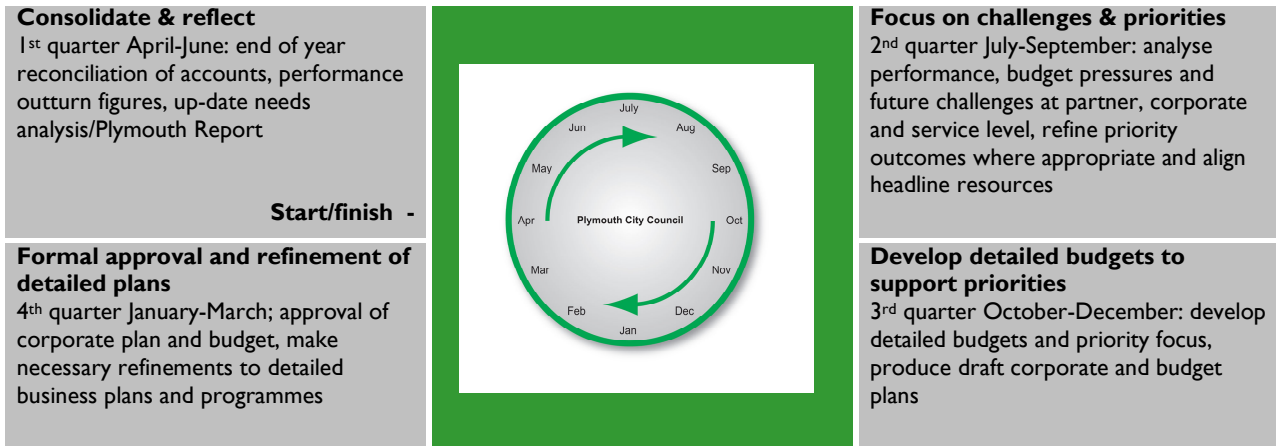 Consolidate & reflect
1st quarter April-June: end of year
reconciliation of accounts, performance
outturn figures, up-date needs
analysis/Plymouth Report
Start/finish -
July
Jun
Aug
May
Sep
Apr
Plymouth City Council
Oct
Mar
Nov
Feb
Dec
Jan
Focus on challenges & priorities
2nd quarter July-September: analyse
performance, budget pressures and
future challenges at partner, corporate
and service level, refine priority
outcomes where appropriate and align
headline resources
Formal approval and refinement of
detailed plans
4th quarter January-March; approval of
corporate plan and budget, make
necessary refinements to detailed
business plans and programmes
Develop detailed budgets to
support priorities
3rd quarter October-December: develop
detailed budgets and priority focus,
produce draft corporate and budget
plans